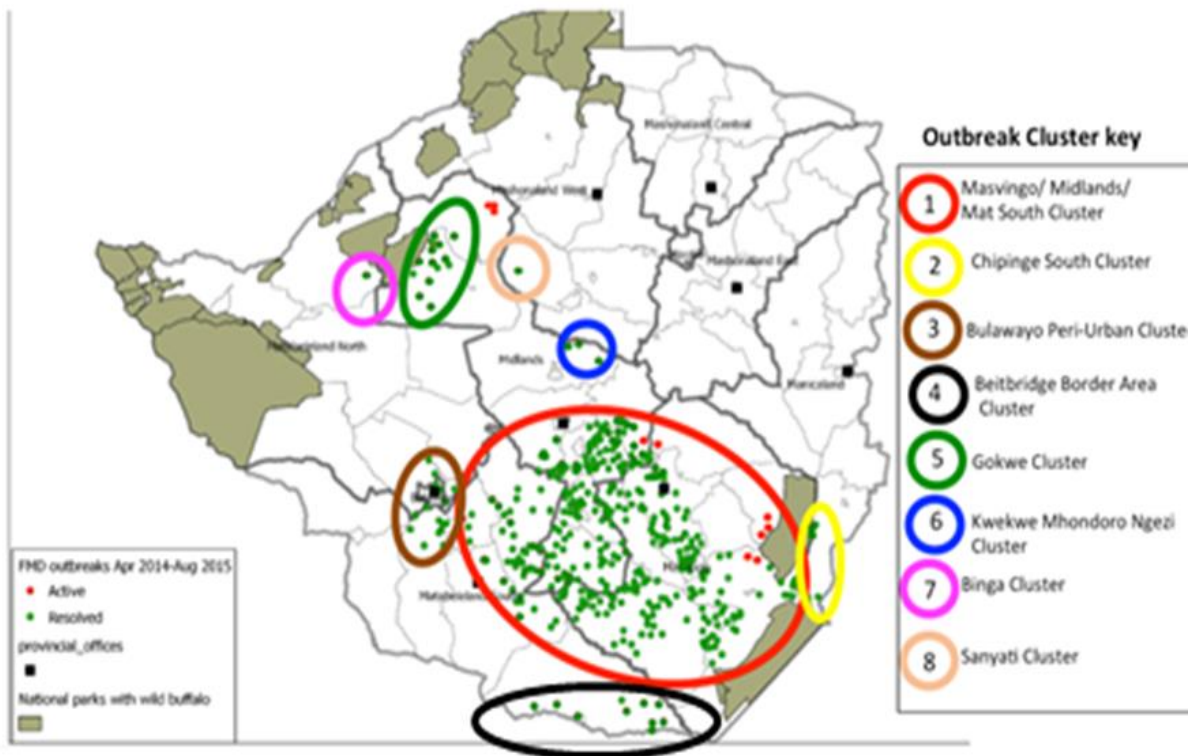 Mashonaland Central
Mashonaland West
Mashonaland East
Matabeleland North
Midlands
Manicaland
Outbreak Cluster key
1
Masvingo/ Midlands/
Mat South Cluster
2
Chipinge South Cluster
3
Bulawayo Peri-Urban Cluste
4
Beitbridge Border Area
Cluster
5
Gokwe Cluster
6
Kwekwe Mhondoro Ngezi
Cluster
7
Binga Cluster
8
Sanyati Cluster
FMD outbreaks Apr 2014-Aug 2015
Active
Resolved
provincial_offices
National parks with wild buffalo